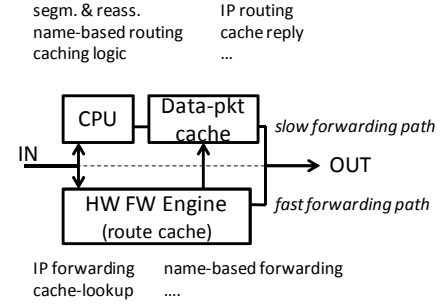 segm. & reass. IP routing
name-based routing cache reply
caching logic ...
CPU
Data-pkt
cache
slow forwarding path
IN
OUT
HW FW Engine
(route cache)
fast forwarding path
IP forwarding name-based forwarding
cache-lookup ....